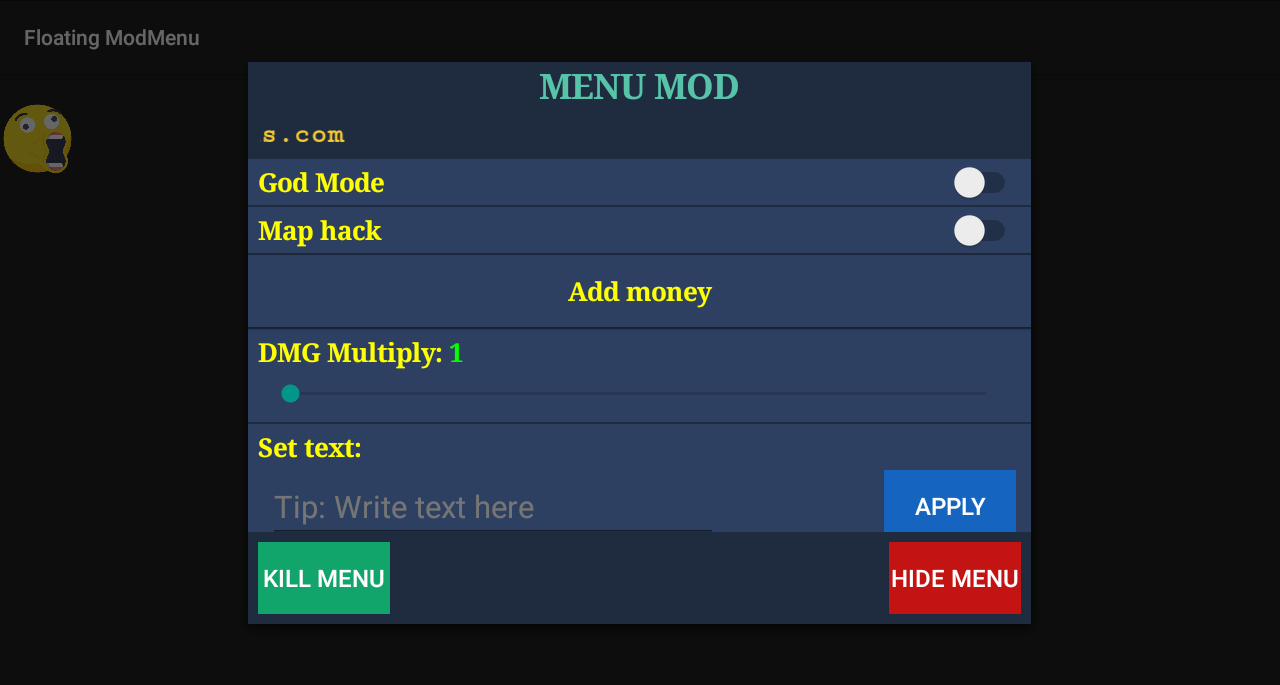 Floating ModMenu
MENU MOD
s.com
God Mode
Map hack
Add money
DMG Multiply: 1
Set text:
Tip: Write text here
APPLY
KILL MENU
HIDE MENU